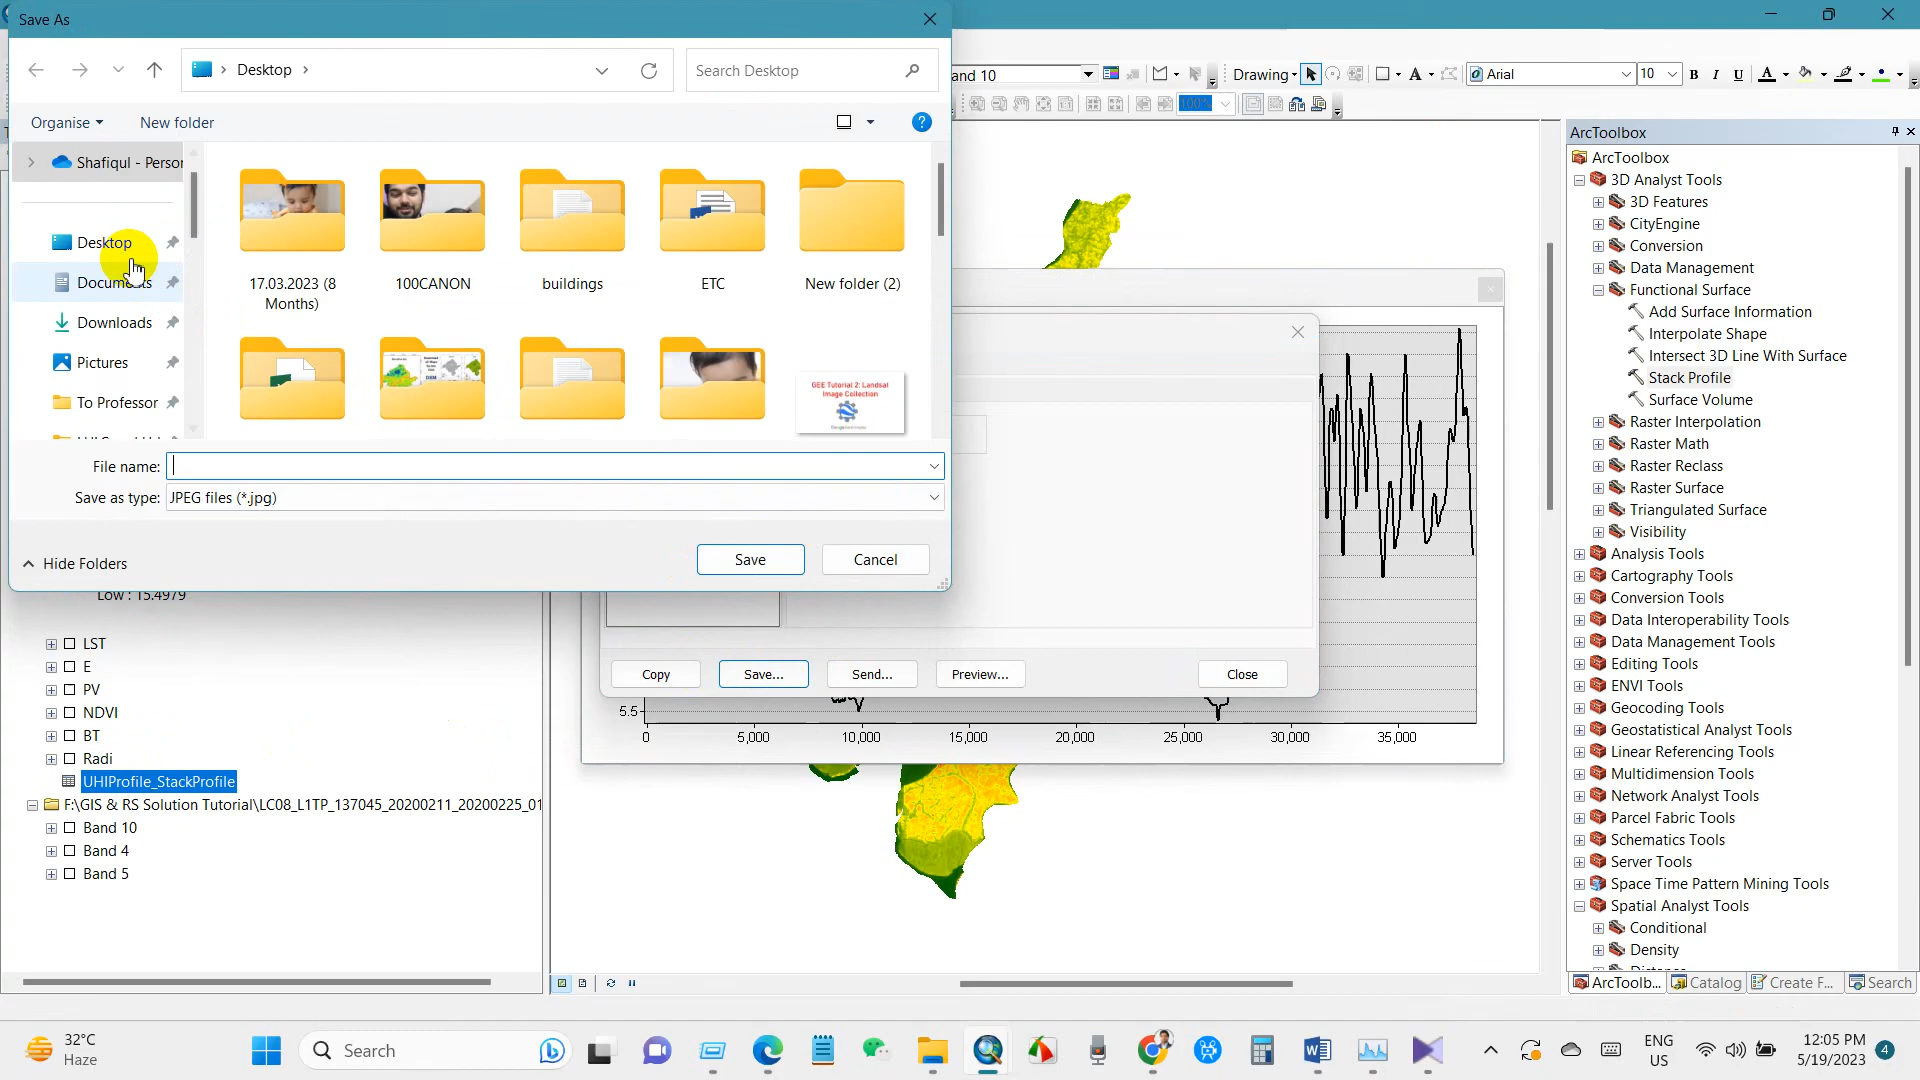 Save As
Desktop
Search Desktop
Organise
New folder
Shafiqul - Person
Desktop
Documents
Downloads
Pictures
To Professor
17.03.2023 (8
Months)
100CANON
buildings
ETC
New folder (2)
GEE Tutorial 2: Landsat
Image Collection
File name:
Save as type: JPEG files (*.jpg)
Hide Folders
Save
Cancel
and 10
Drawing
Arial
10
B I U A
100%
Low : 15.4979
LST
E
PV
NDVI
BT
Radi
UHIProfile_StackProfile
F:\GIS & RS Solution Tutorial\LC08_L1TP_137045_20200211_20200225_01
Band 10
Band 4
Band 5
Copy
Save...
Send...
Preview...
Close
5.5
0
5,000
10,000
15,000
20,000
25,000
30,000
35,000
ArcToolbox
ArcToolbox
3D Analyst Tools
3D Features
CityEngine
Conversion
Data Management
Functional Surface
Add Surface Information
Interpolate Shape
Intersect 3D Line With Surface
Stack Profile
Surface Volume
Raster Interpolation
Raster Math
Raster Reclass
Raster Surface
Triangulated Surface
Visibility
Analysis Tools
Cartography Tools
Conversion Tools
Data Interoperability Tools
Data Management Tools
Editing Tools
ENVI Tools
Geocoding Tools
Geostatistical Analyst Tools
Linear Referencing Tools
Multidimension Tools
Network Analyst Tools
Parcel Fabric Tools
Schematics Tools
Server Tools
Space Time Pattern Mining Tools
Spatial Analyst Tools
Conditional
Density
ArcToolb...
Catalog
Create F...
Search
32°C
Haze
Search
ENG
US
12:05 PM
5/19/2023
4